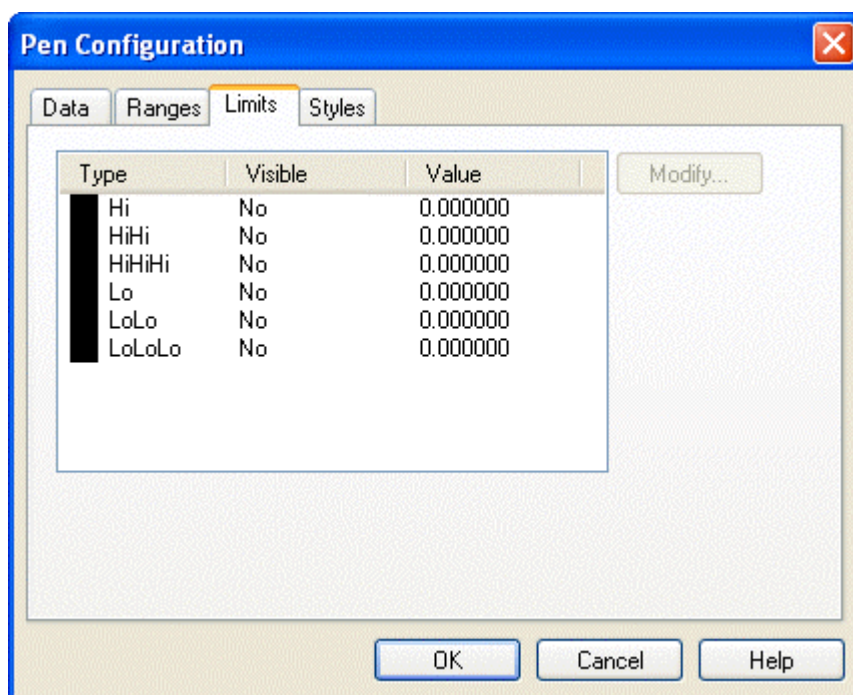 Pen Configuration
Data Ranges Limits Styles
Type Visible Value
Modify...
Hi No 0.000000
HiHi No 0.000000
HiHiHi No 0.000000
Lo No 0.000000
LoLo No 0.000000
LoLoLo No 0.000000
OK Cancel Help